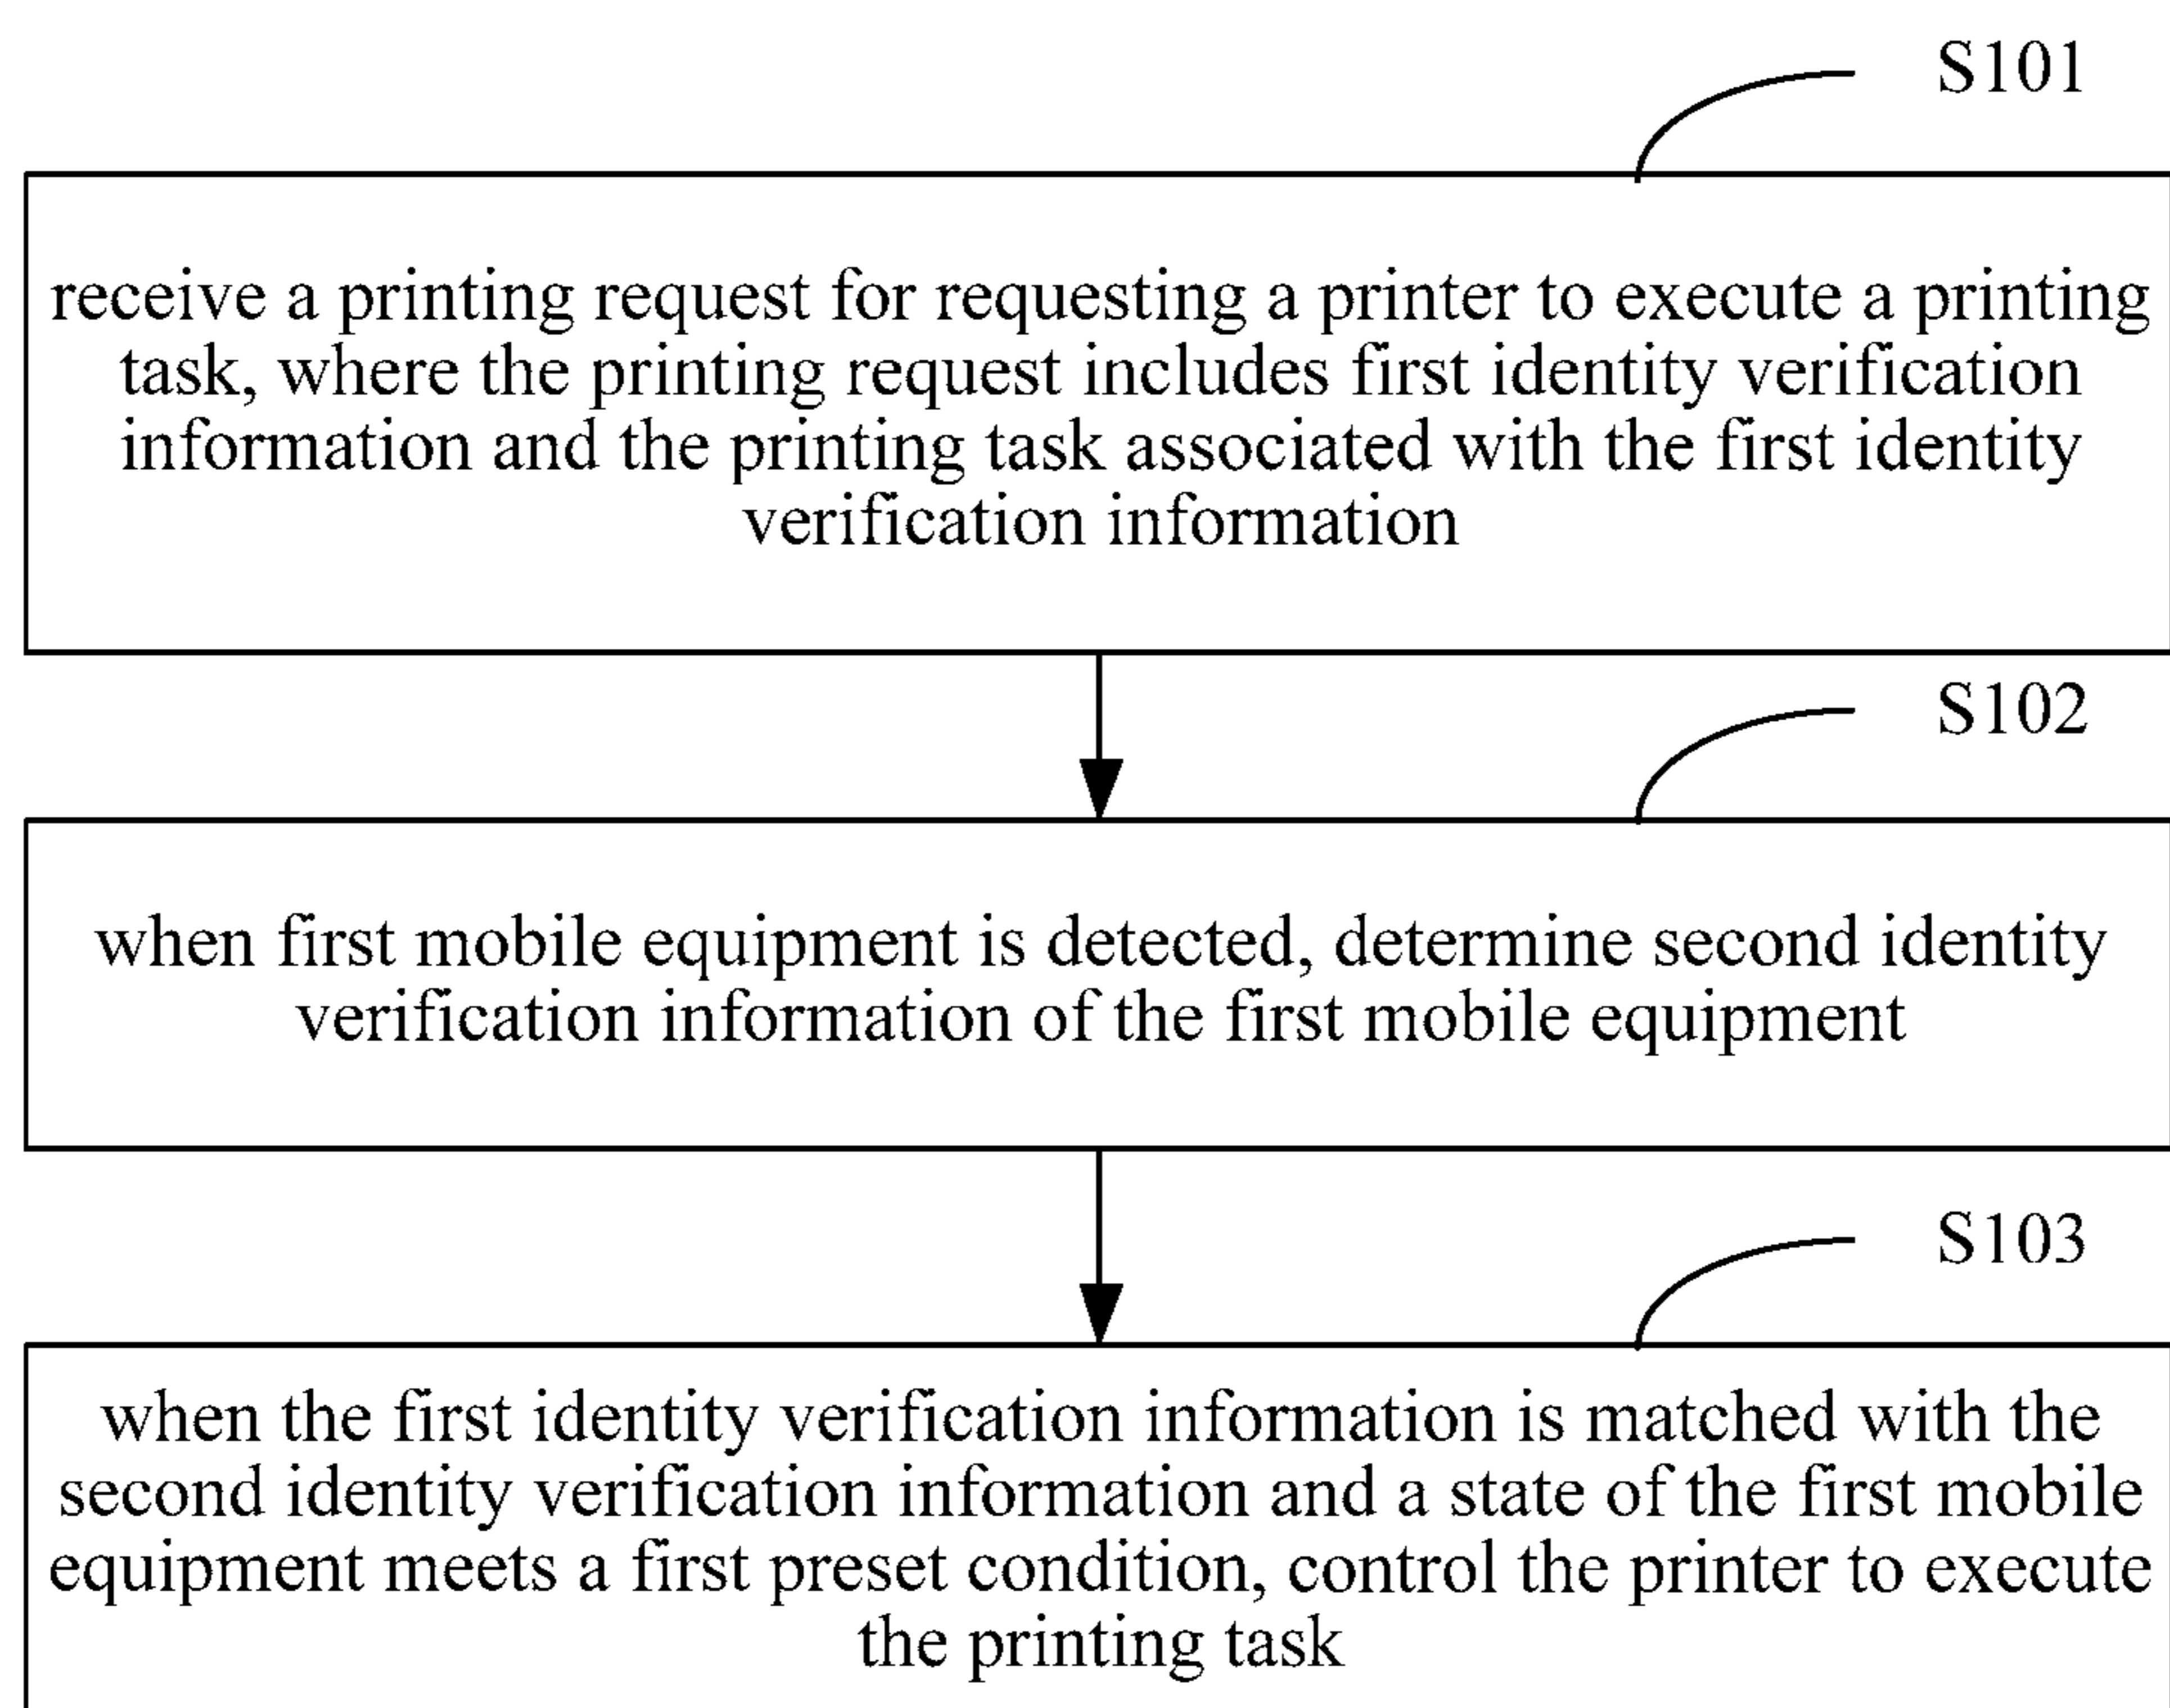 S101
receive a printing request for requesting a printer to execute a printing
task, where the printing request includes first identity verification
information and the printing task associated with the first identity
verification information
S102
when first mobile equipment is detected, determine second identity
verification information of the first mobile equipment
S103
when the first identity verification information is matched with the
second identity verification information and a state of the first mobile
equipment meets a first preset condition, control the printer to execute
the printing task